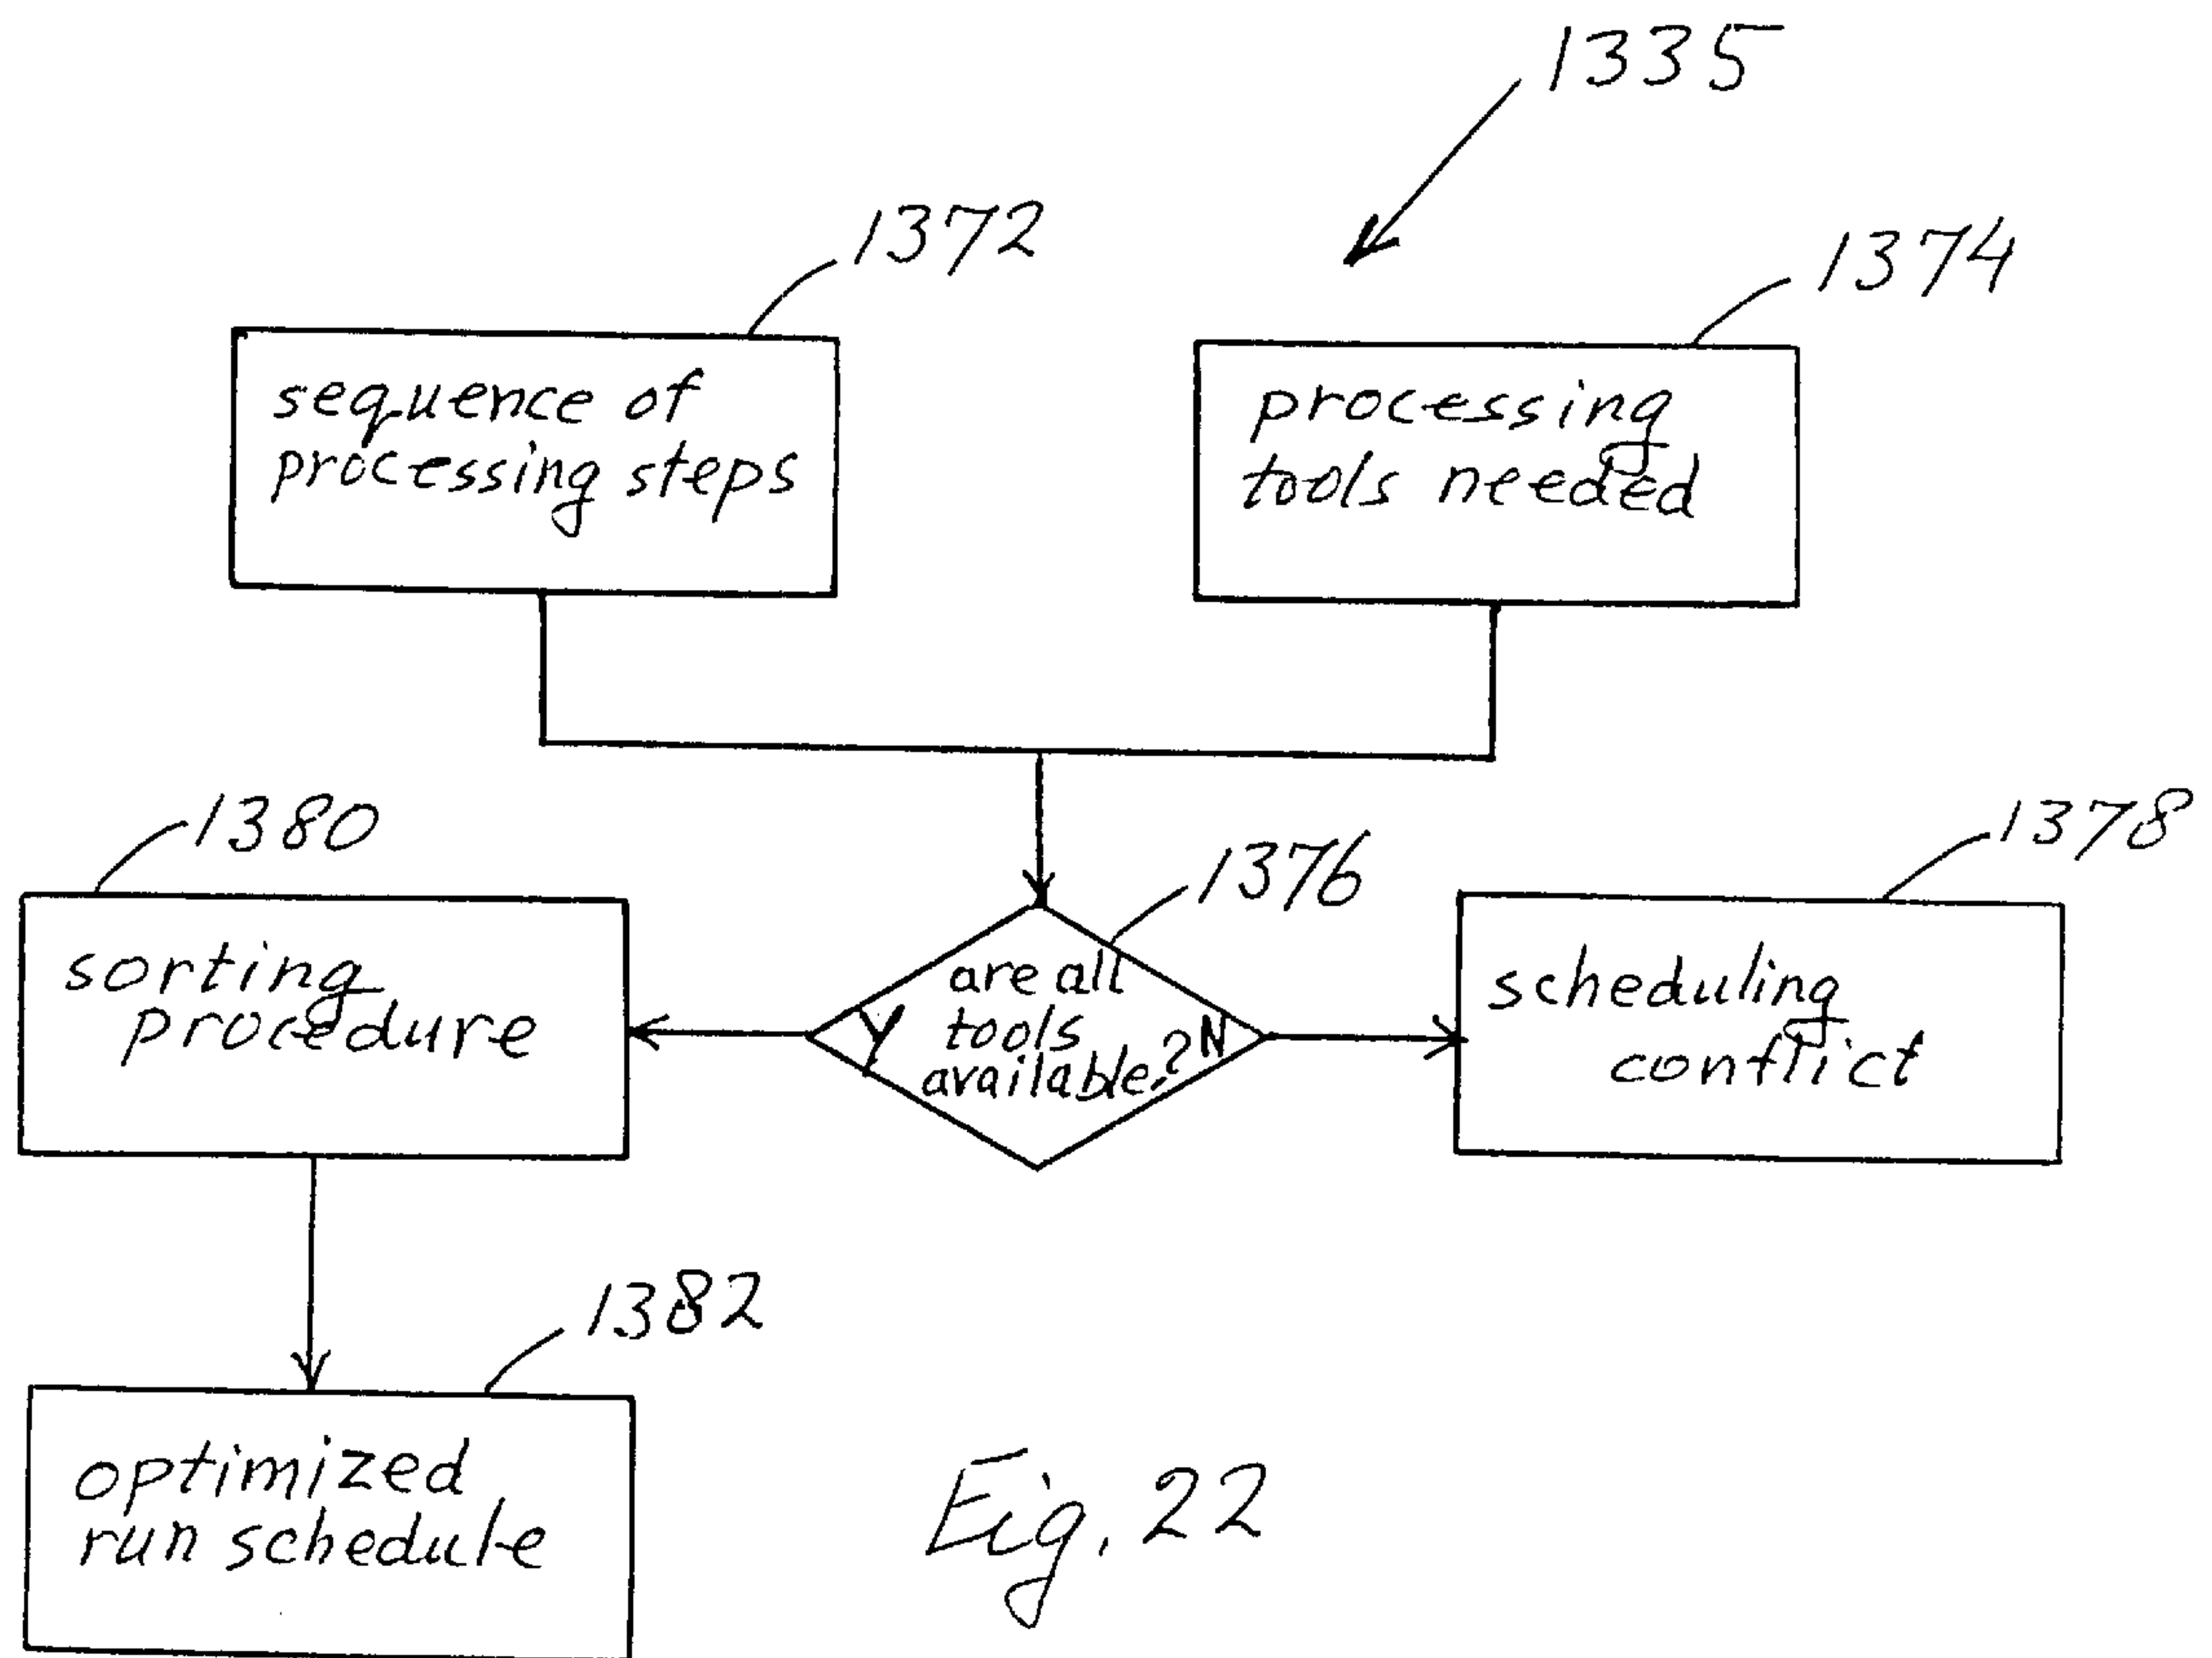 1335
1372
1374
sequence of
processing steps
processing
tools needed
1380
1376
1378
sorting
procedure
Y
are all
tools
available?
N
scheduling
conflict
1382
optimized
run schedule
Fig. 22